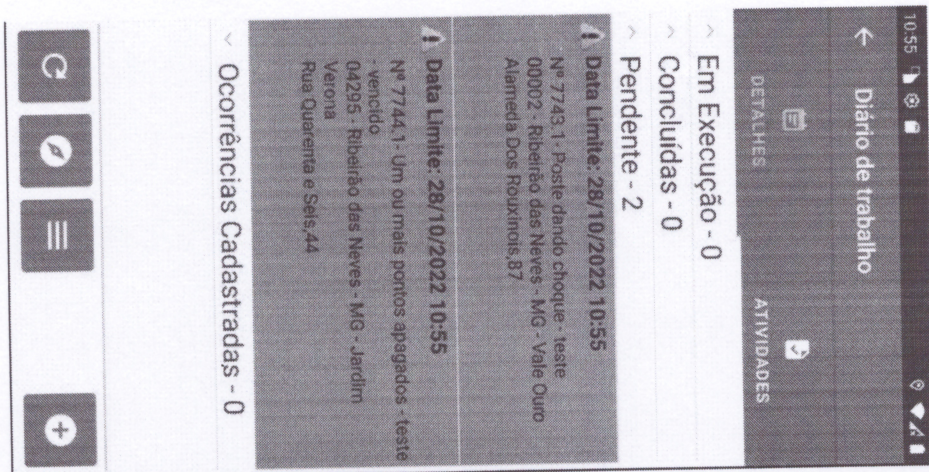 10:55
Diário de trabalho
DETALHES
ATIVIDADES
Em Execução - 0
Concluídas - 0
Pendente - 2
Data Limite: 28/10/2022 10:55
Nº 7743.1 - Poste dando choque - teste
00002 - Ribeirão das Neves - MG - Vale Ouro
Alameda Dos Rouxinois,87
Data Limite: 28/10/2022 10:55
Nº 7744.1 - Um ou mais pontos apagados - teste
- vencido
04295 - Ribeirão das Neves - MG - Jardim
Verona
Rua Quarenta e Seis,44
Ocorrências Cadastradas - 0